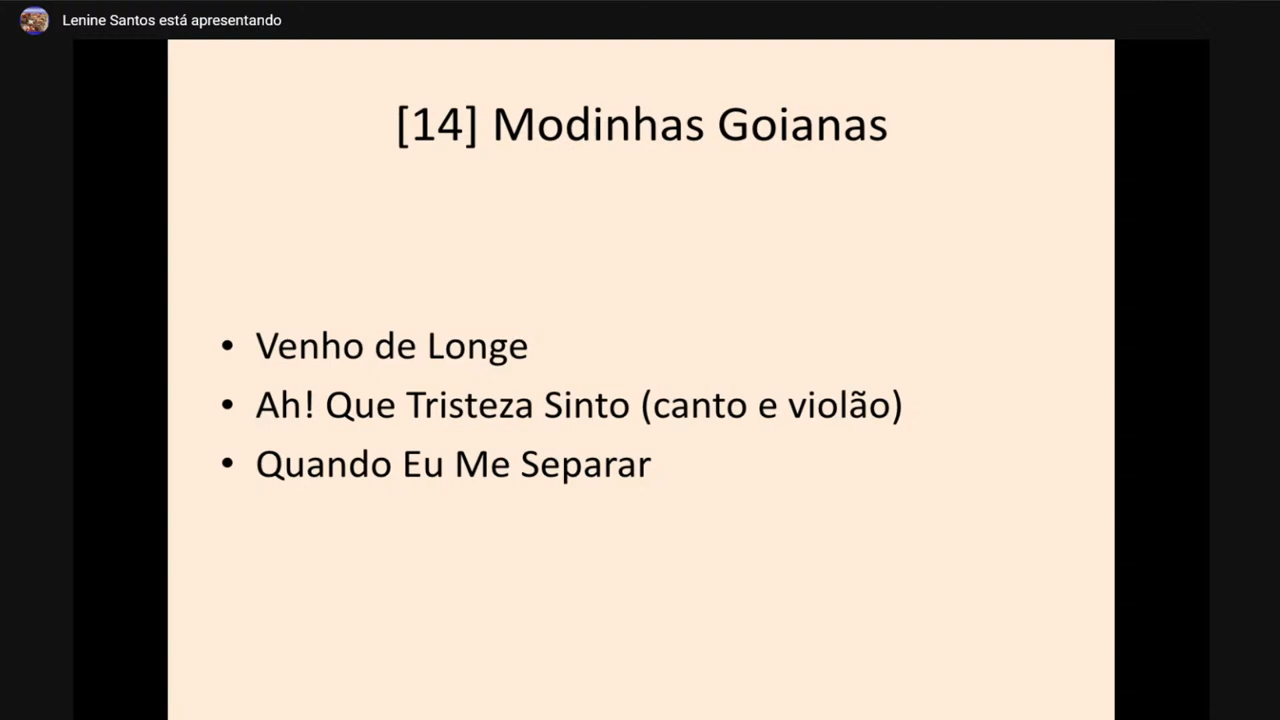 Lenine Santos está apresentando
[14] Modinhas Goianas
• Venho de Longe
• Ah! Que Tristeza Sinto (canto e violão)
• Quando Eu Me Separar